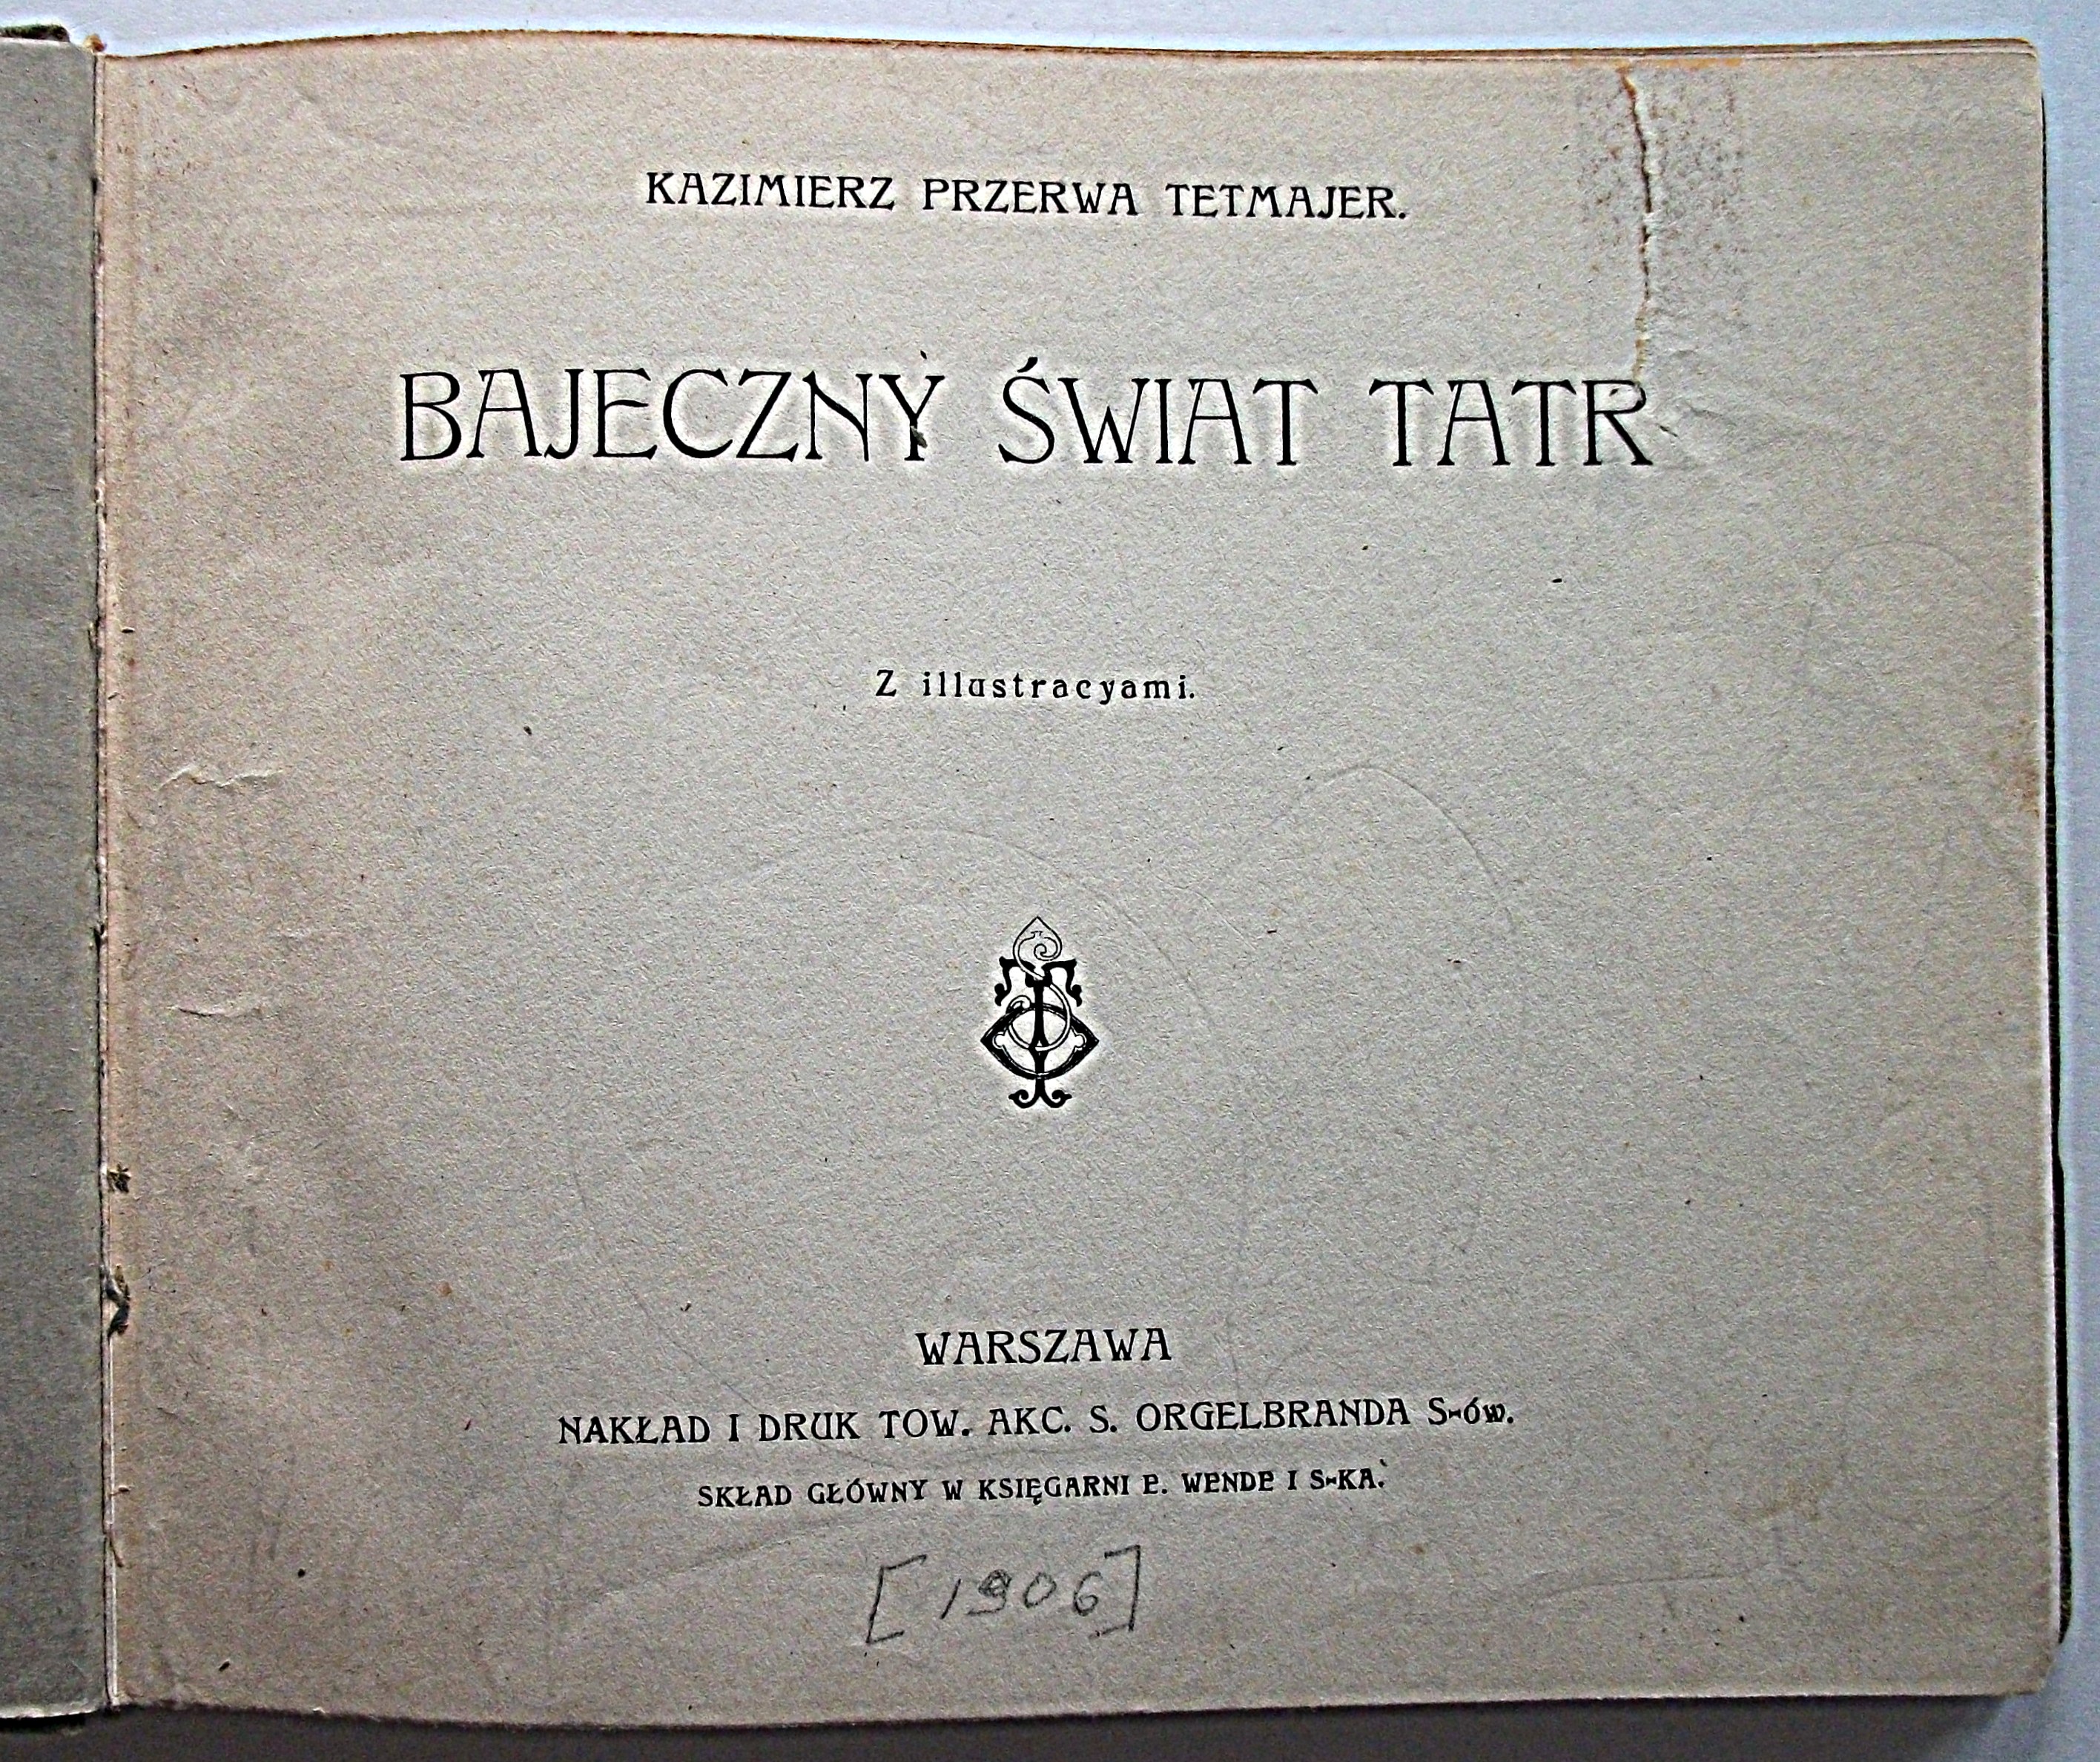 KAZIMIERZ PRZERWA TETMAJER.
BAJECZNY ŚWIAT TATR
Z illustracyami.
WARSZAWA
NAKŁAD I DRUK TOW. AKC. S. ORGELBRANDA S-ów.
SKŁAD GŁÓWNY W KSIĘGARNI E. WENDE I S-KA.
[1906]